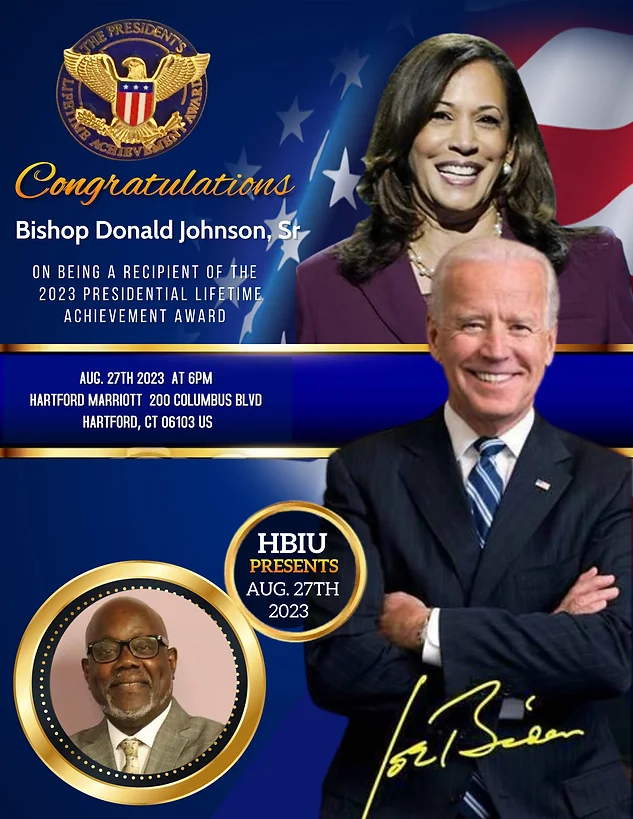 THE PRESIDENT'S
LIFETIME ACHIEVEMENT AWARD
Congratulations
Bishop Donald Johnson, Sr
ON BEING A RECIPIENT OF THE
2023 PRESIDENTIAL LIFETIME
ACHIEVEMENT AWARD
AUG. 27TH 2023 AT 6PM
HARTFORD MARRIOTT 200 COLUMBUS BLVD
HARTFORD, CT 06103 US
HBIU
PRESENTS
AUG. 27TH
2023
Joe Biden